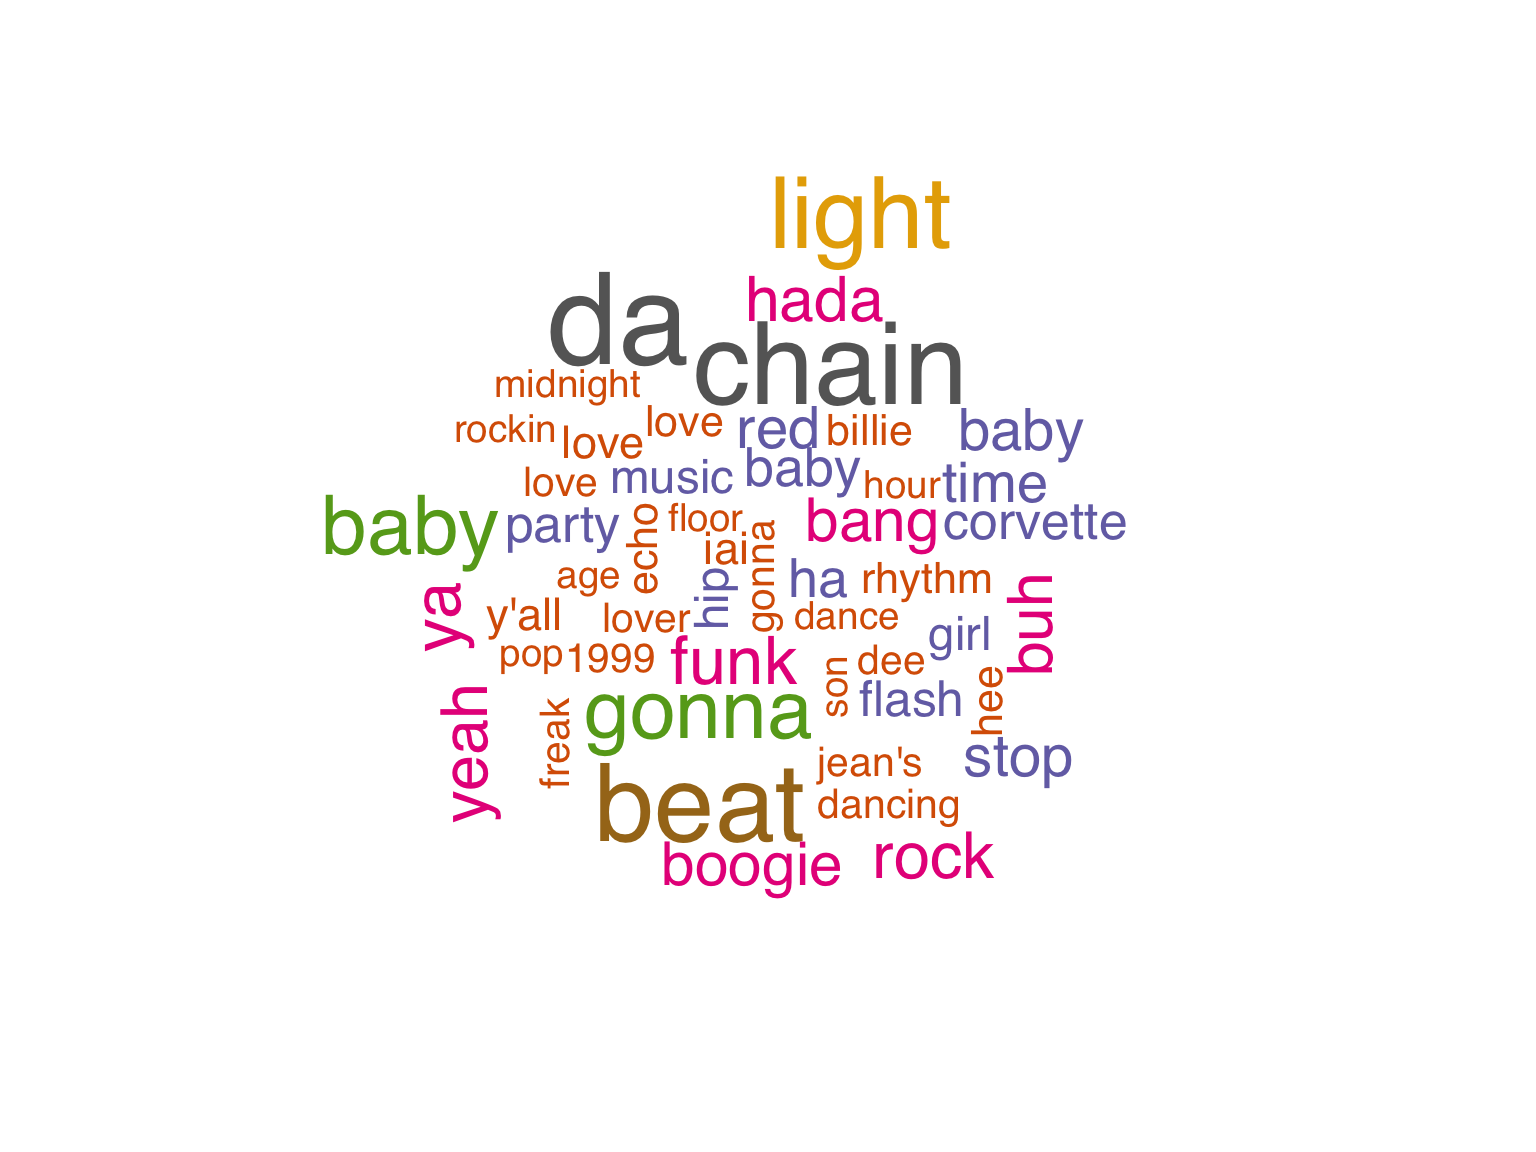 light
hada
da
chain
midnight
love
rockin
love
red
billie
baby
love
music
baby
hour
time
baby
party
echo
floor
iai
gonna
bang
corvette
age
hip
ha
rhythm
ya
y'all
lover
dance
girl
buh
pop
1999
funk
son
dee
yeah
freak
gonna
flash
hee
jean's
stop
beat
dancing
boogie
rock